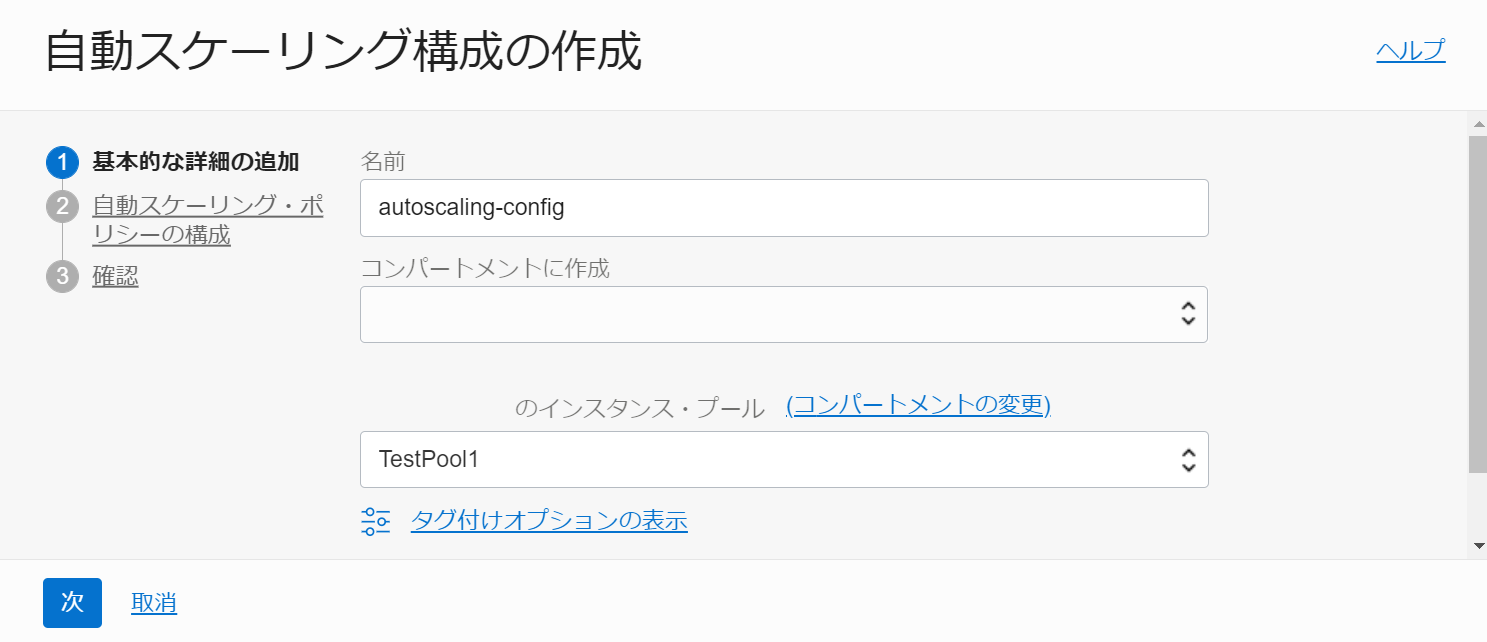 自動スケーリング構成の作成
ヘルプ
1 基本的な詳細の追加
2 自動スケーリング・ポ
リシーの構成
3 確認
名前
autoscaling-config
コンパートメントに作成
のインスタンス・プール (コンパートメントの変更)
TestPool1
タグ付けオプションの表示
次 取消